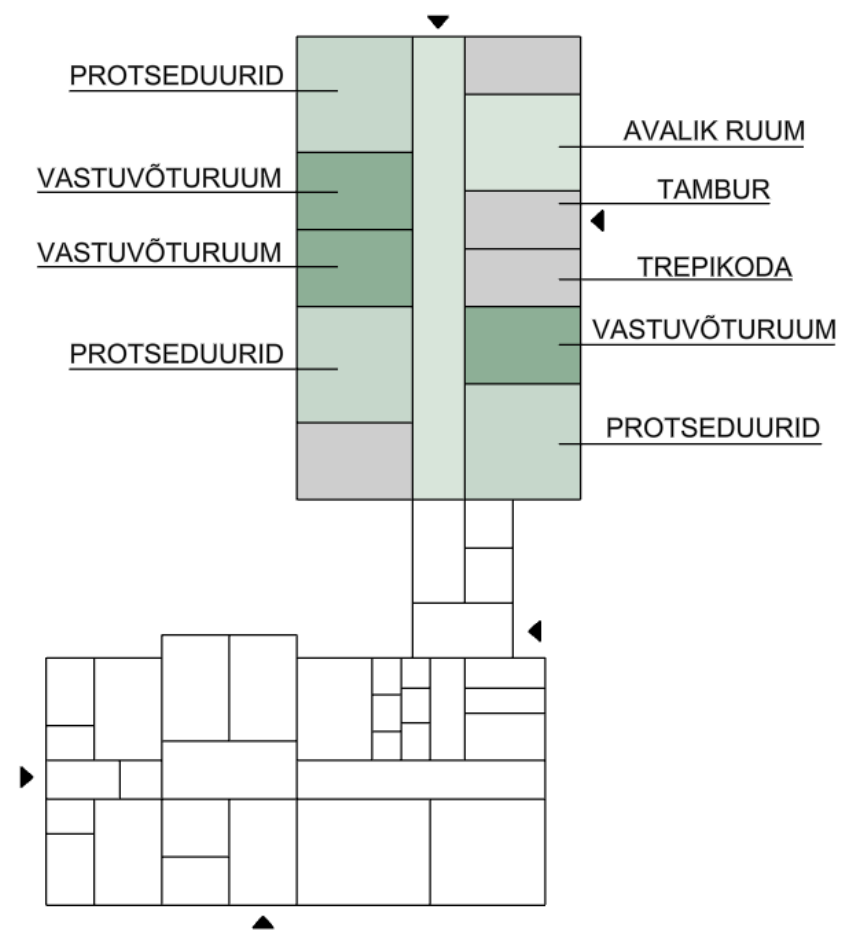 PROTSEDUURID
VASTUVÕTURUUM
VASTUVÕTURUUM
PROTSEDUURID
AVALIK RUUM
TAMBUR
TREPIKODA
VASTUVÕTURUUM
PROTSEDUURID